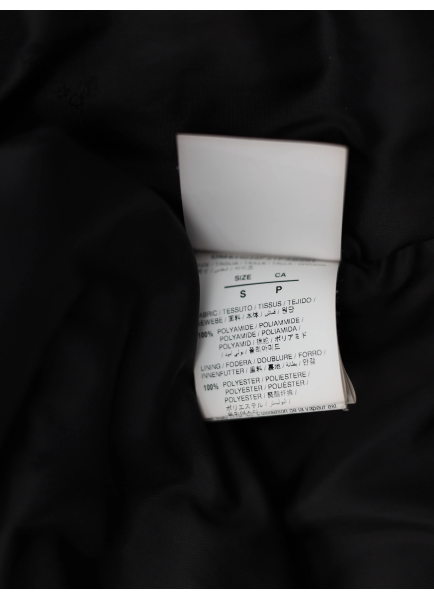 SIZE CA
S P
FABRIC / TESSUTO / TISSUS / TEJIDO /
GEWEBE / 面料 / 本体 / قماش / 원단
100% POLYAMIDE / POLIAMMIDE /
POLYAMIDE / POLIAMIDA /
POLYAMID / ポリアミド
/ 폴리아미드
LINING / FODERA / DOUBLURE / FORRO /
INNENFUTTER / 里料 / 裏地 / بطانة / 안감
100% POLYESTER / POLIESTERE /
POLYESTER / POLIÉSTER /
POLYESTER / 聚酯纤维 /
ポリエステル /